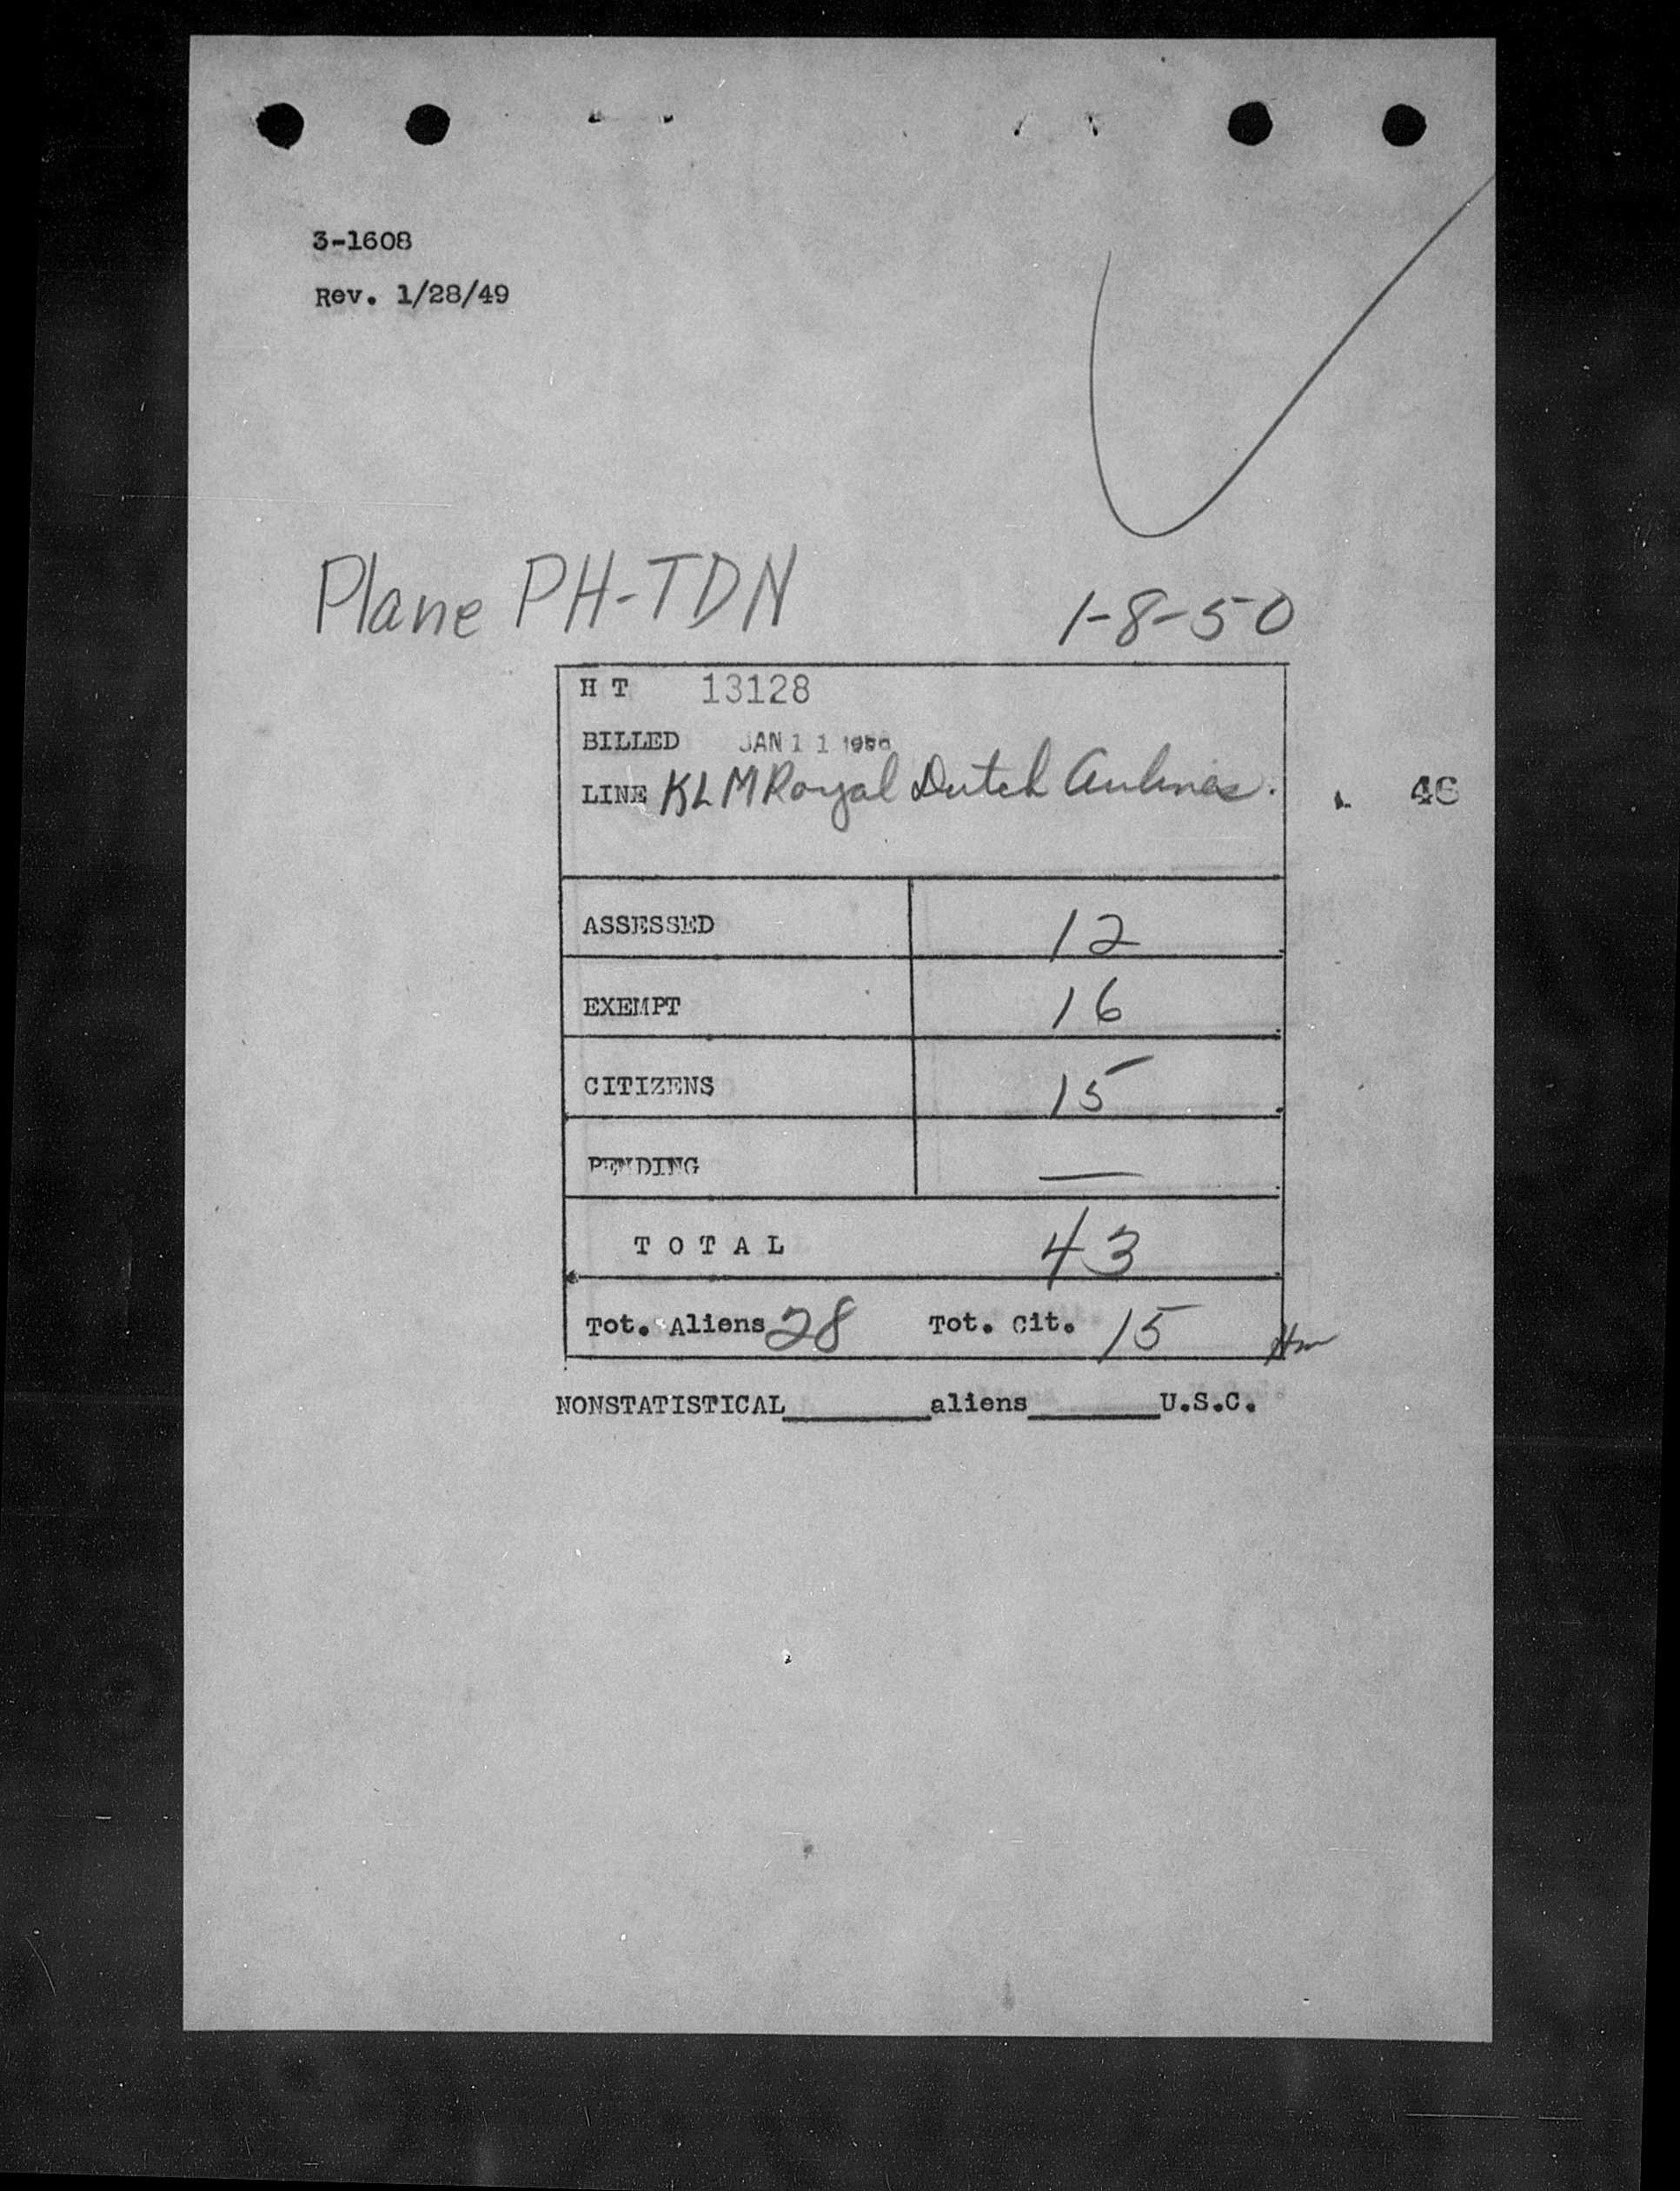 3-1608
Rev. 1/28/49
Plane PH-TDN 1-8-50
H T 13128
BILLED JAN 11 1950
LINE KLM Royal Dutch Airlines. 46
ASSESSED 12
EXEMPT 16
CITIZENS 15
PENDING —
TOTAL 43
Tot. Aliens 28 Tot. Cit. 15
NONSTATISTICAL________aliens_______U.S.C.